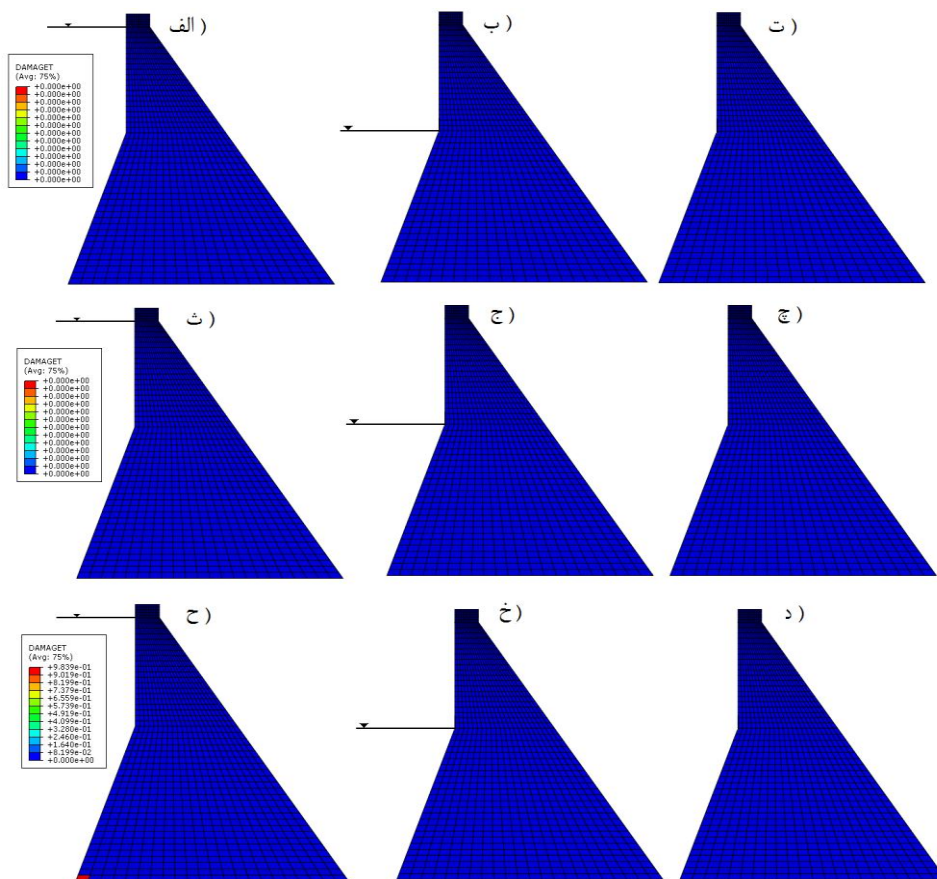 الف )
ب )
ت )
DAMAGET
(Avg: 75%)
+0.000e+00
+0.000e+00
+0.000e+00
+0.000e+00
+0.000e+00
+0.000e+00
+0.000e+00
+0.000e+00
+0.000e+00
+0.000e+00
+0.000e+00
+0.000e+00
+0.000e+00
ث )
ج )
چ )
DAMAGET
(Avg: 75%)
+0.000e+00
+0.000e+00
+0.000e+00
+0.000e+00
+0.000e+00
+0.000e+00
+0.000e+00
+0.000e+00
+0.000e+00
+0.000e+00
+0.000e+00
+0.000e+00
+0.000e+00
ح )
خ )
د )
DAMAGET
(Avg: 75%)
+9.839e-01
+9.019e-01
+8.199e-01
+7.379e-01
+6.559e-01
+5.739e-01
+4.919e-01
+4.099e-01
+3.280e-01
+2.460e-01
+1.640e-01
+8.199e-02
+0.000e+00